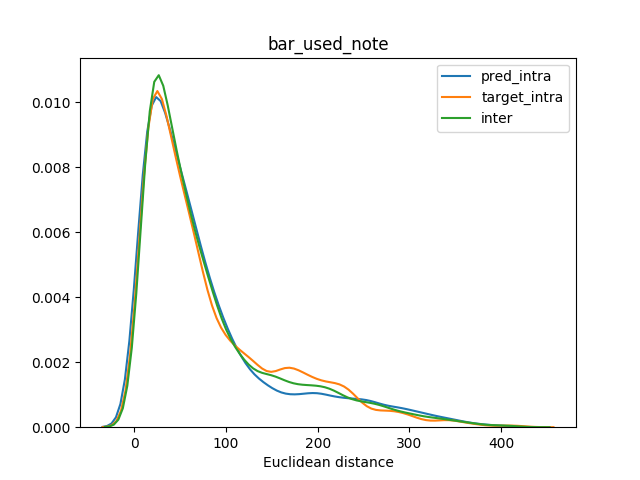 bar_used_note
pred_intra
target_intra
inter
0.010
0.008
0.006
0.004
0.002
0.000
0
100
200
300
400
Euclidean distance